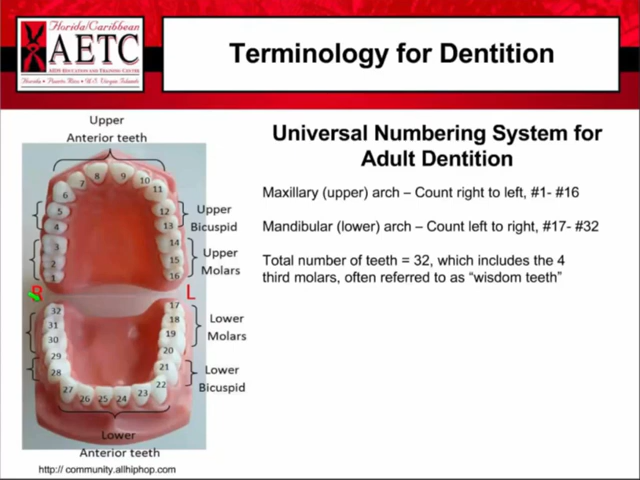 Florida/Caribbean
AETC
AIDS EDUCATION AND TRAINING CENTER
Florida • Puerto Rico • U.S. Virgin Islands
Terminology for Dentition
Upper
Anterior teeth
Universal Numbering System for
Adult Dentition
Maxillary (upper) arch – Count right to left, #1- #16
Mandibular (lower) arch – Count left to right, #17- #32
Total number of teeth = 32, which includes the 4
third molars, often referred to as “wisdom teeth”
8 9
7 10
6 11
5 12
4 13
Upper
Bicuspid
3 14
2 15
1 16
Upper
Molars
R L
32 17
31 18
30 19
29 20
28 21
27 22
26 25 24 23
Lower
Molars
Lower
Bicuspid
Lower
Anterior teeth
http:// community.allhiphop.com